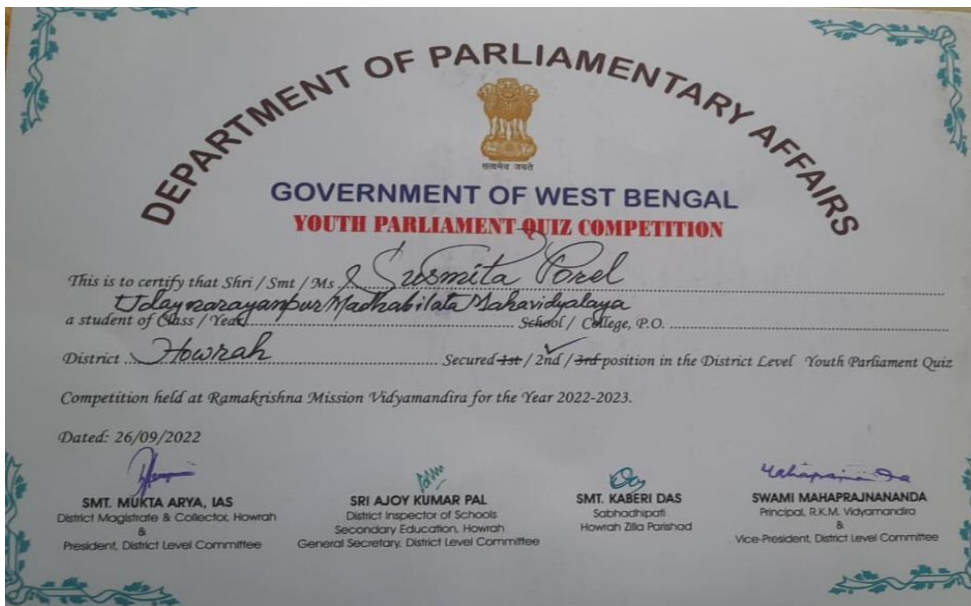 DEPARTMENT OF PARLIAMENTARY AFFAIRS
सत्यमेव जयते
GOVERNMENT OF WEST BENGAL
YOUTH PARLIAMENT QUIZ COMPETITION
This is to certify that Shri / Smt / Ms Susmita Porel
Udaynarayanpur Madhabilata Mahavidyalaya
a student of Class / Year School / College, P.O.
District Howrah Secured 1st / 2nd / 3rd position in the District Level Youth Parliament Quiz
Competition held at Ramakrishna Mission Vidyamandira for the Year 2022-2023.
Dated: 26/09/2022
SMT. MUKTA ARYA, IAS
District Magistrate & Collector, Howrah
&
President, District Level Committee
SRI AJOY KUMAR PAL
District Inspector of Schools
Secondary Education, Howrah
General Secretary, District Level Committee
SMT. KABERI DAS
Sabhadhipati
Howrah Zilla Parishad
SWAMI MAHAPRAJNANANDA
Principal, R.K.M. Vidyamandira
&
Vice-President, District Level Committee